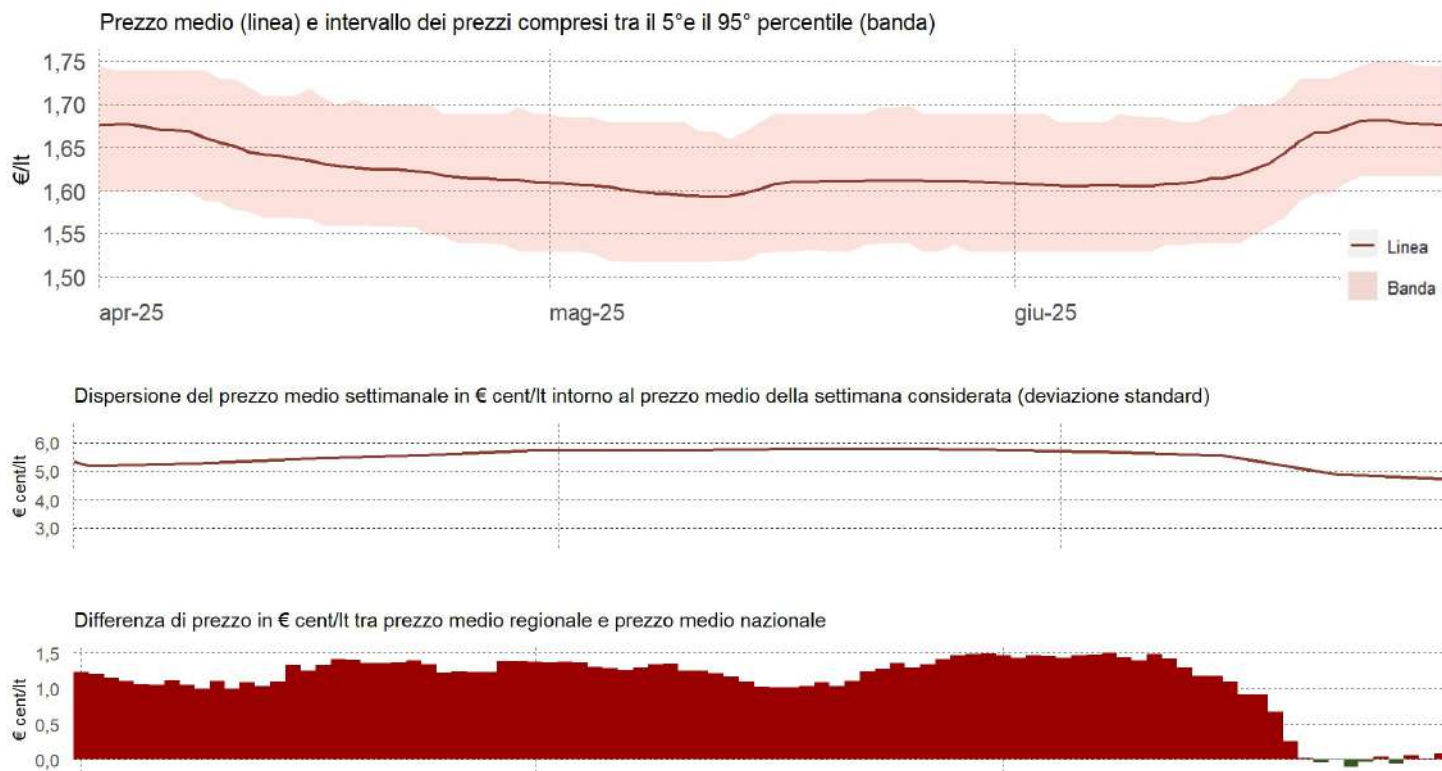 Prezzo medio (linea) e intervallo dei prezzi compresi tra il 5°e il 95° percentile (banda)
€/lt
1,75
1,70
1,65
1,60
1,55
1,50
Linea
Banda
apr-25
mag-25
giu-25
Dispersione del prezzo medio settimanale in € cent/lt intorno al prezzo medio della settimana considerata (deviazione standard)
€ cent/lt
6,0
5,0
4,0
3,0
Differenza di prezzo in € cent/lt tra prezzo medio regionale e prezzo medio nazionale
€ cent/lt
1,5
1,0
0,5
0,0